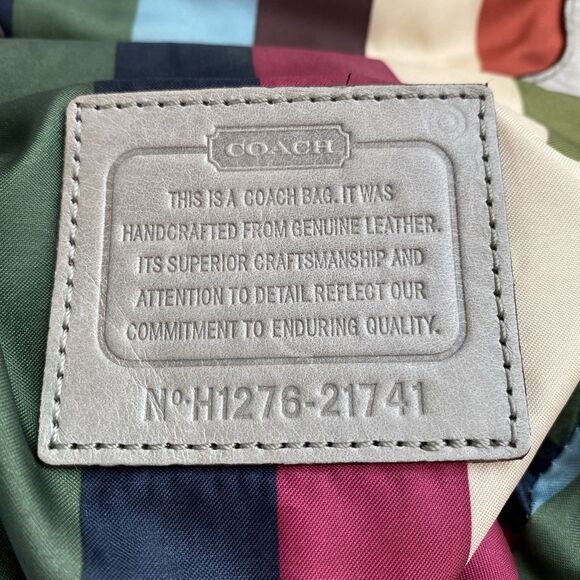 COACH
THIS IS A COACH BAG. IT WAS
HANDCRAFTED FROM GENUINE LEATHER.
ITS SUPERIOR CRAFTSMANSHIP AND
ATTENTION TO DETAIL REFLECT OUR
COMMITMENT TO ENDURING QUALITY.
Nº.H1276-21741